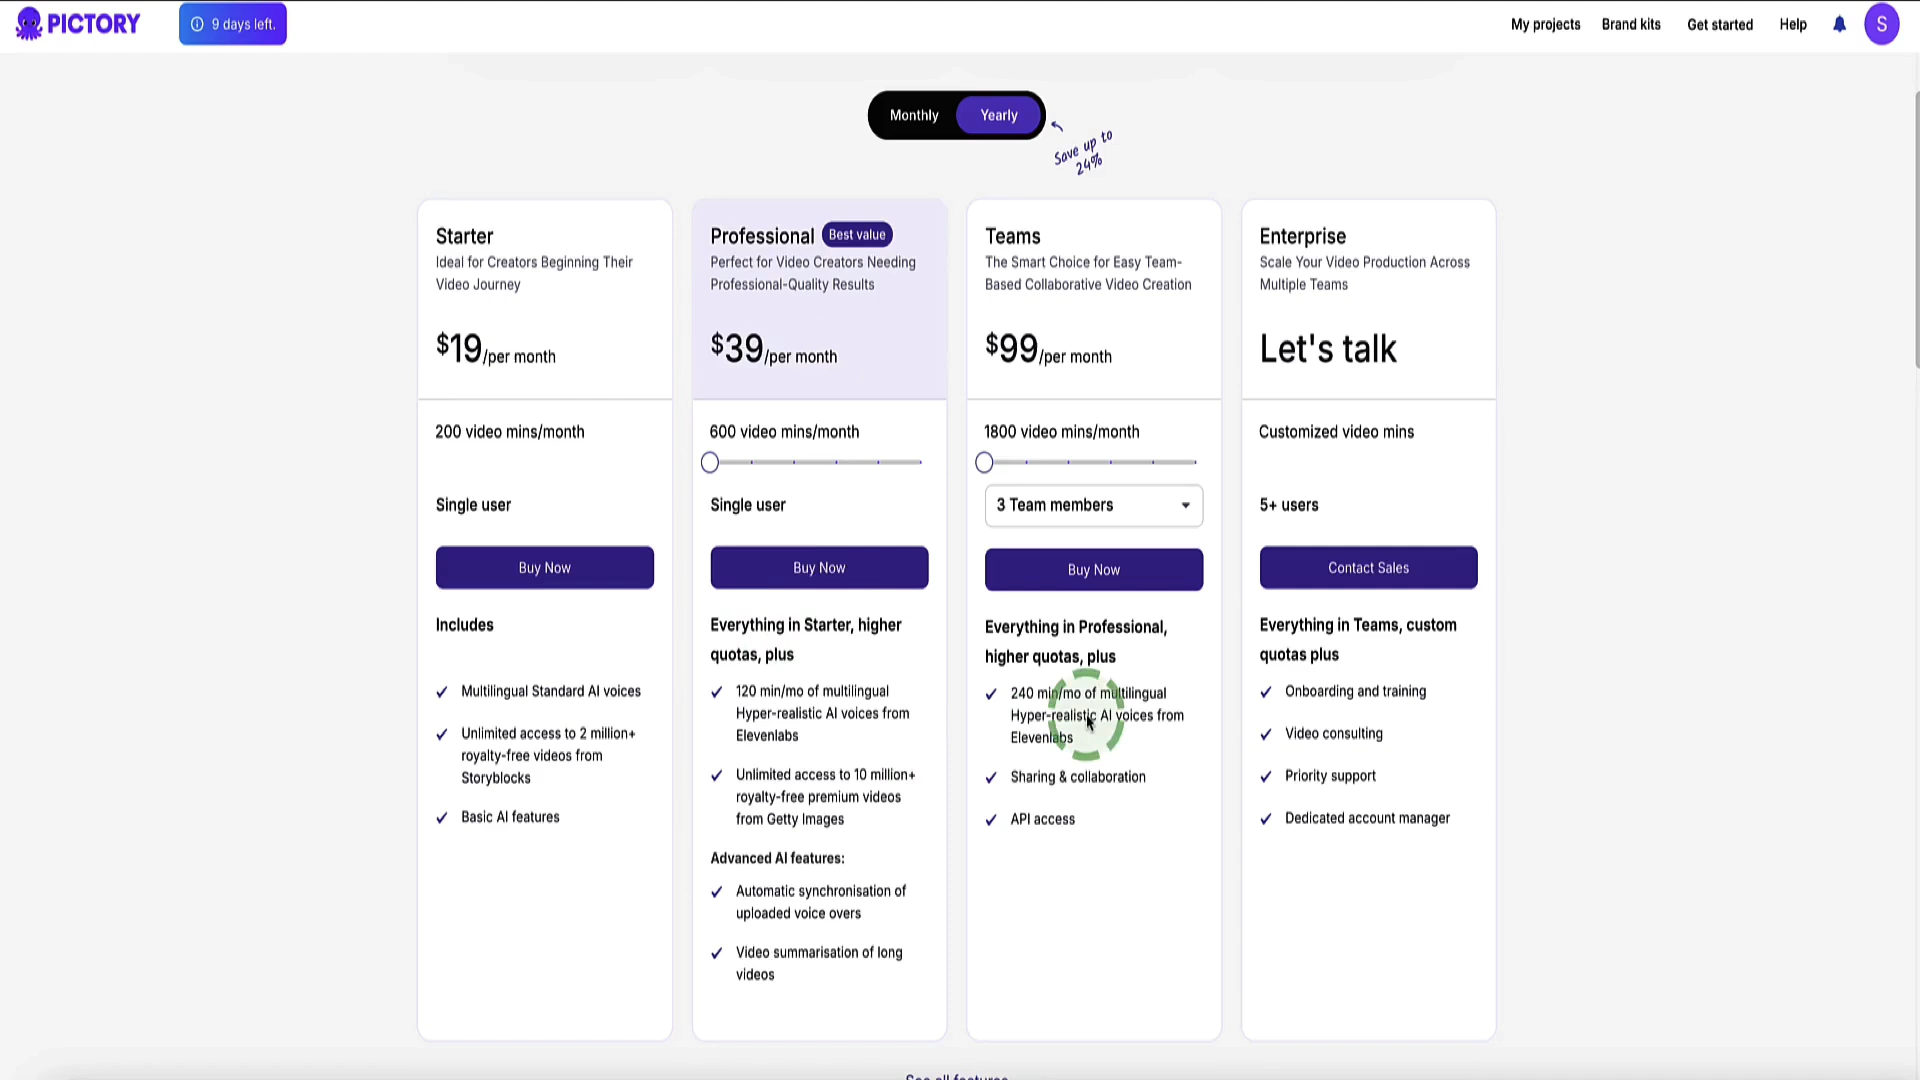 PICTORY
9 days left.
My projects
Brand kits
Get started
Help
S
Monthly
Yearly
Save up to
24%
Starter
Ideal for Creators Beginning Their
Video Journey
$19/per month
200 video mins/month
Single user
Buy Now
Includes
Multilingual Standard AI voices
Unlimited access to 2 million+
royalty-free videos from
Storyblocks
Basic AI features
Professional
Best value
Perfect for Video Creators Needing
Professional-Quality Results
$39/per month
600 video mins/month
Single user
Buy Now
Everything in Starter, higher
quotas, plus
120 min/mo of multilingual
Hyper-realistic AI voices from
Elevenlabs
Unlimited access to 10 million+
royalty-free premium videos
from Getty Images
Advanced AI features:
Automatic synchronisation of
uploaded voice overs
Video summarisation of long
videos
Teams
The Smart Choice for Easy Team-
Based Collaborative Video Creation
$99/per month
1800 video mins/month
3 Team members
Buy Now
Everything in Professional,
higher quotas, plus
240 min/mo of multilingual
Hyper-realistic AI voices from
Elevenlabs
Sharing & collaboration
API access
Enterprise
Scale Your Video Production Across
Multiple Teams
Let's talk
Customized video mins
5+ users
Contact Sales
Everything in Teams, custom
quotas plus
Onboarding and training
Video consulting
Priority support
Dedicated account manager
See all features